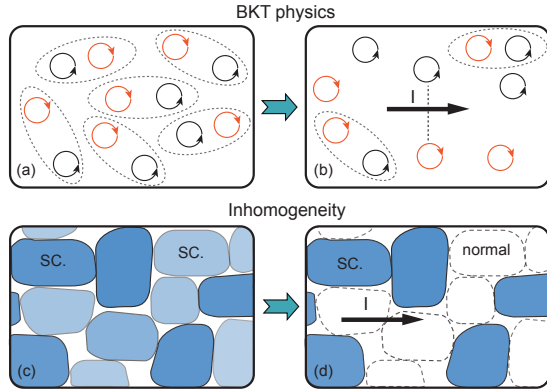 BKT physics
(a)
I
(b)
Inhomogeneity
SC.
SC.
(c)
SC.
normal
I
(d)